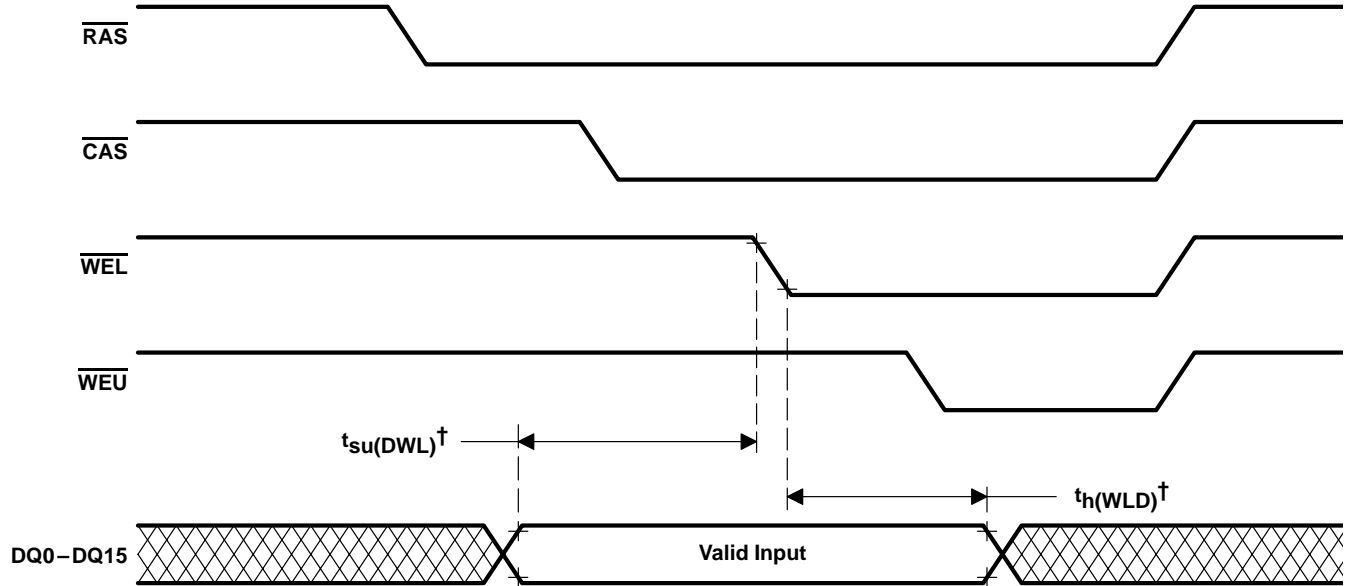 RAS
CAS
WEL
WEU
tsu(DWL)†
th(WLD)†
DQ0–DQ15
Valid Input